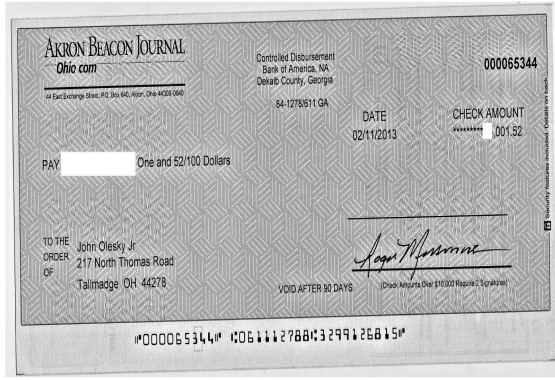 AKRON BEACON JOURNAL
Ohio com
44 East Exchange Street, P.O. Box 640, Akron, Ohio 44309-0640
Controlled Disbursement
Bank of America, NA
Dekalb County, Georgia
64-1278/611 GA
000065344
DATE
02/11/2013
CHECK AMOUNT
********* ,001.52
PAY One and 52/100 Dollars
TO THE
ORDER
OF
John Olesky Jr
217 North Thomas Road
Tallmadge OH 44278
VOID AFTER 90 DAYS
(Check Amounts Over $10,000 Require 2 Signatures)
Security features included. Details on back.
⑈000065344⑈ ⑆061112788⑆3299126815⑈